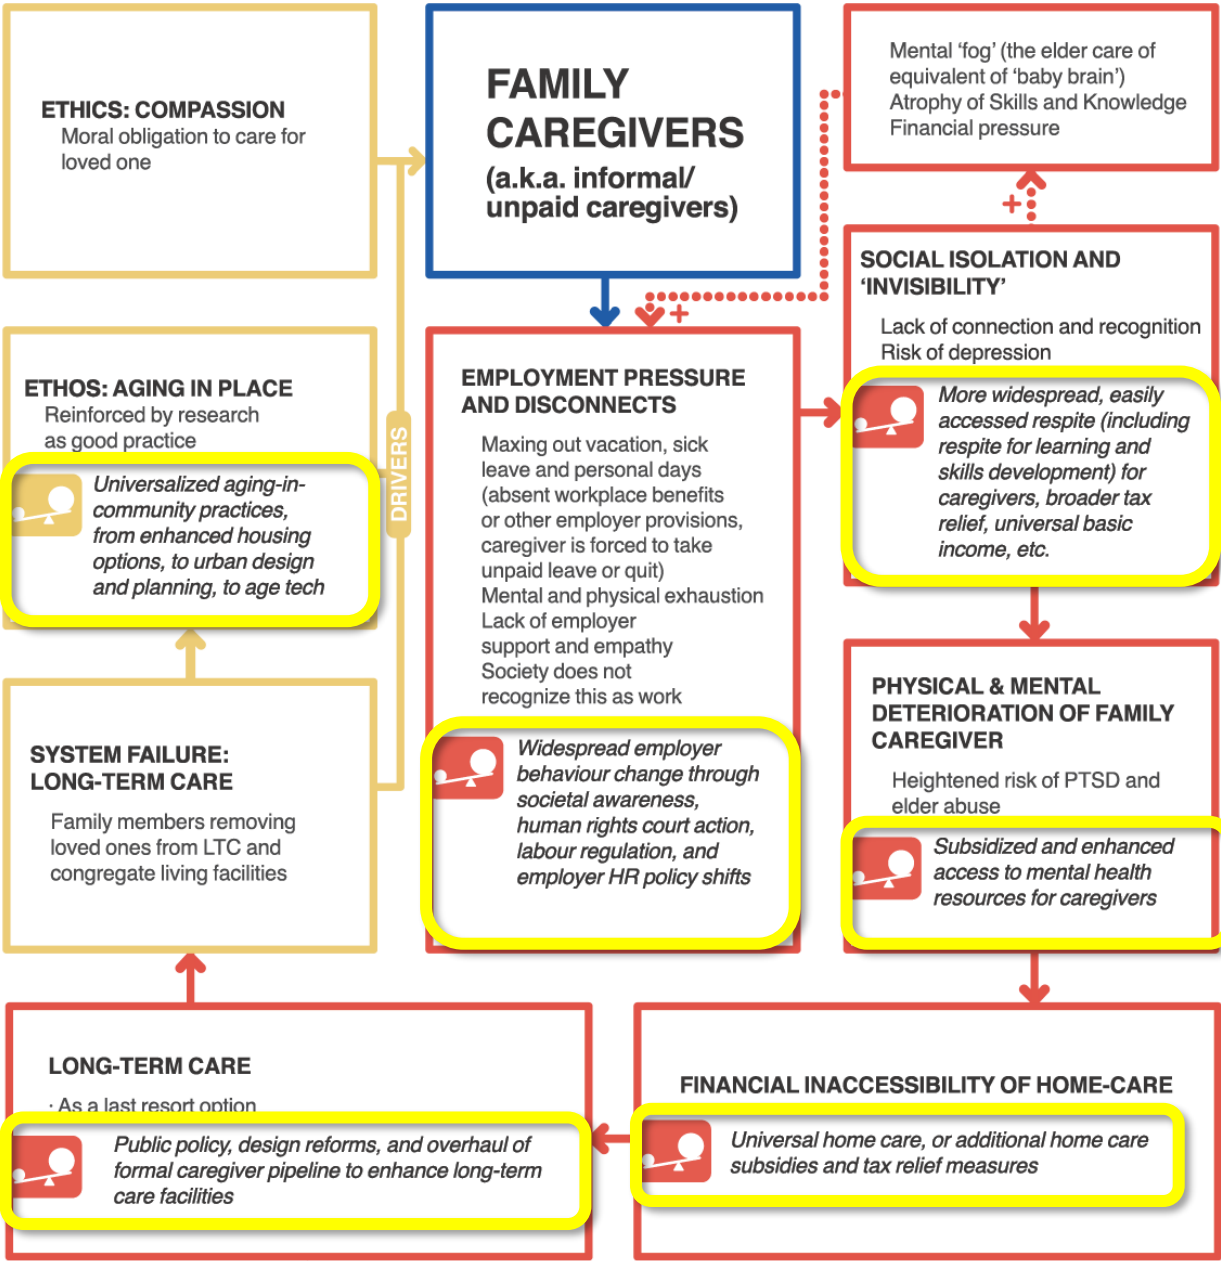 ETHICS: COMPASSION
Moral obligation to care for
loved one
FAMILY
CAREGIVERS
(a.k.a. informal/
unpaid caregivers)
Mental ‘fog’ (the elder care of
equivalent of ‘baby brain’)
Atrophy of Skills and Knowledge
Financial pressure
+
SOCIAL ISOLATION AND
‘INVISIBILITY’
Lack of connection and recognition
Risk of depression
More widespread, easily
accessed respite (including
respite for learning and
skills development) for
caregivers, broader tax
relief, universal basic
income, etc.
+
ETHOS: AGING IN PLACE
Reinforced by research
as good practice
Universalized aging-in-
community practices,
from enhanced housing
options, to urban design
and planning, to age tech
DRIVERS
EMPLOYMENT PRESSURE
AND DISCONNECTS
Maxing out vacation, sick
leave and personal days
(absent workplace benefits
or other employer provisions,
caregiver is forced to take
unpaid leave or quit)
Mental and physical exhaustion
Lack of employer
support and empathy
Society does not
recognize this as work
Widespread employer
behaviour change through
societal awareness,
human rights court action,
labour regulation, and
employer HR policy shifts
PHYSICAL & MENTAL
DETERIORATION OF FAMILY
CAREGIVER
Heightened risk of PTSD and
elder abuse
Subsidized and enhanced
access to mental health
resources for caregivers
SYSTEM FAILURE:
LONG-TERM CARE
Family members removing
loved ones from LTC and
congregate living facilities
LONG-TERM CARE
· As a last resort option
Public policy, design reforms, and overhaul of
formal caregiver pipeline to enhance long-term
care facilities
FINANCIAL INACCESSIBILITY OF HOME-CARE
Universal home care, or additional home care
subsidies and tax relief measures